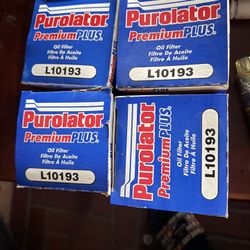 Purolator
PremiumPLUS®
Oil Filter
Filtro De Aceite
Filtre À Huile
L10193
Purolator
PremiumPLUS®
Oil Filter
Filtro De Aceite
Filtre À Huile
L10193
Purolator
PremiumPLUS®
Oil Filter
Filtro De Aceite
Filtre À Huile
L10193
Purolator
PremiumPLUS®
Oil Filter
Filtro De Aceite
Filtre À Huile
L10193